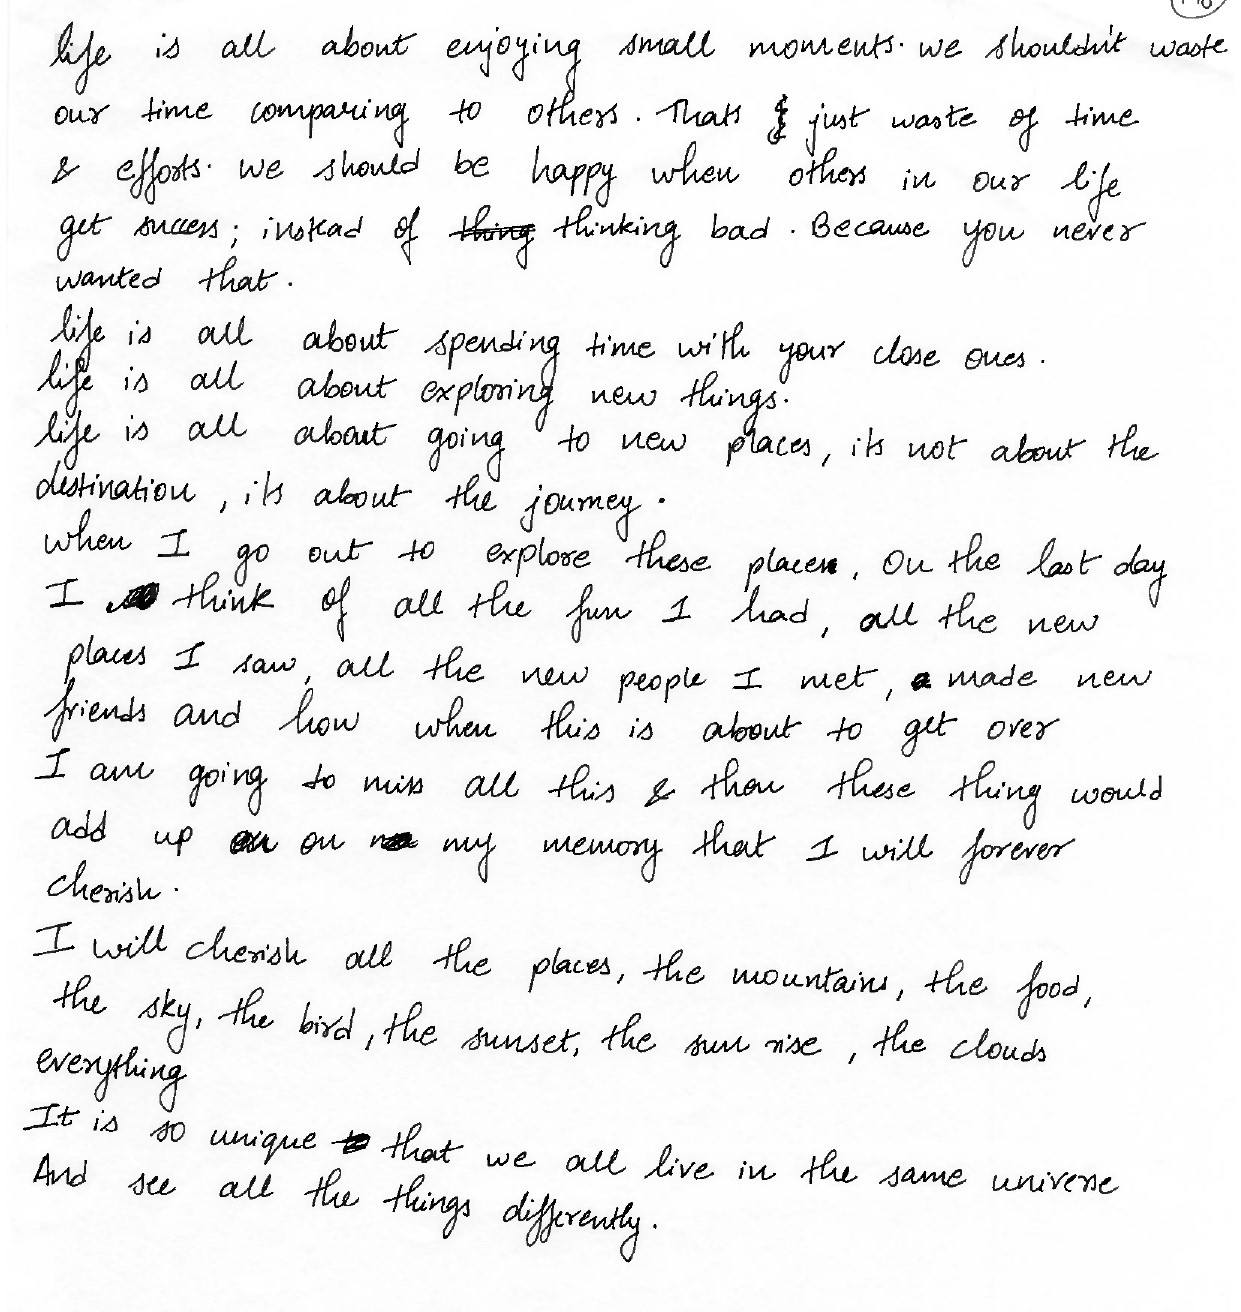 life is all about enjoying small moments. we shouldn't waste
our time comparing to others. Thats just waste of time
& efforts. we should be happy when others in our life
get success; instead of thing thinking bad. Because you never
wanted that.
life is all about spending time with your close ones.
life is all about exploring new things.
life is all about going to new places, its not about the
destination, its about the journey.
when I go out to explore these places, On the last day
I think of all the fun I had, all the new
places I saw, all the new people I met, made new
friends and how when this is about to get over
I am going to miss all this & then these thing would
add up on my memory that I will forever
cherish.
I will cherish all the places, the mountains, the food,
the sky, the bird, the sunset, the sun rise, the clouds
everything
It is so unique that we all live in the same universe
And see all the things differently.